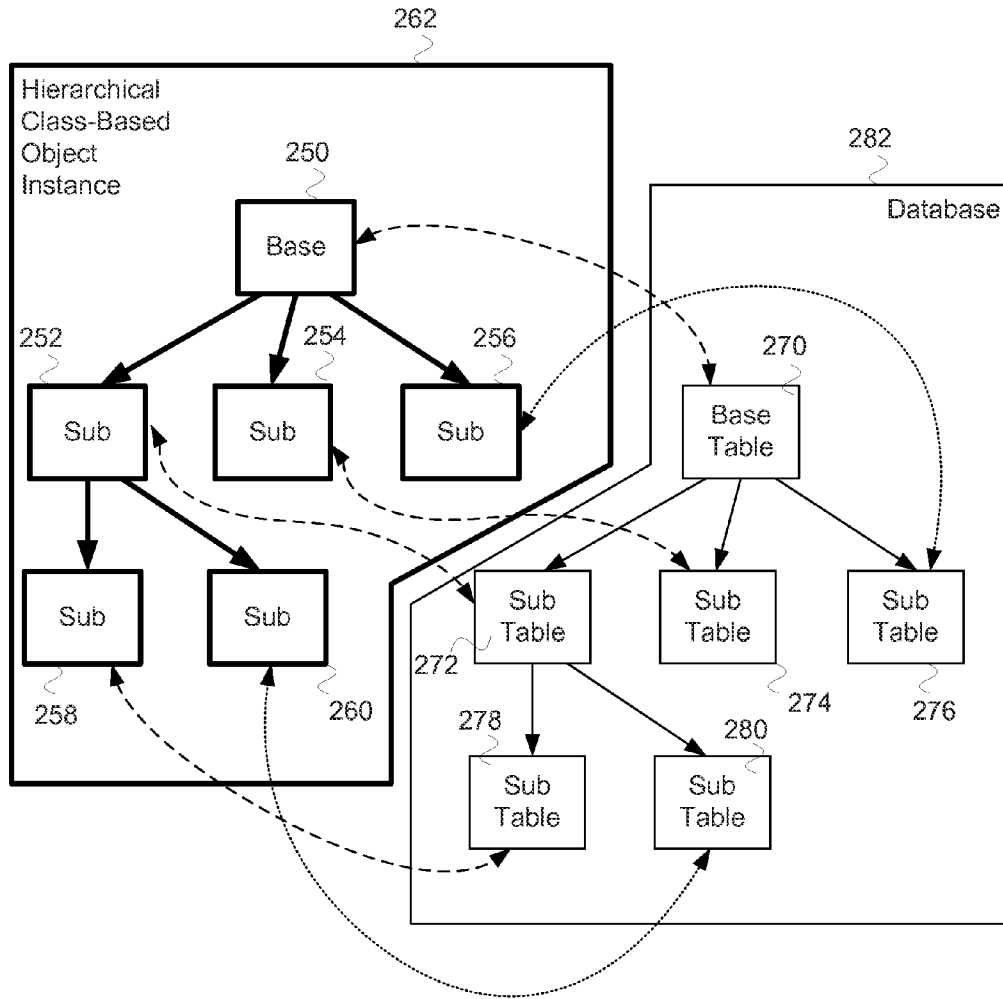 262
Hierarchical
Class-Based
Object
Instance
282
250
Database
Base
252
254
256
270
Sub
Sub
Sub
Base
Table
Sub
Sub
Sub
Table
Sub
Table
Sub
Table
272
258
260
278
280
274
276
Sub
Table
Sub
Table